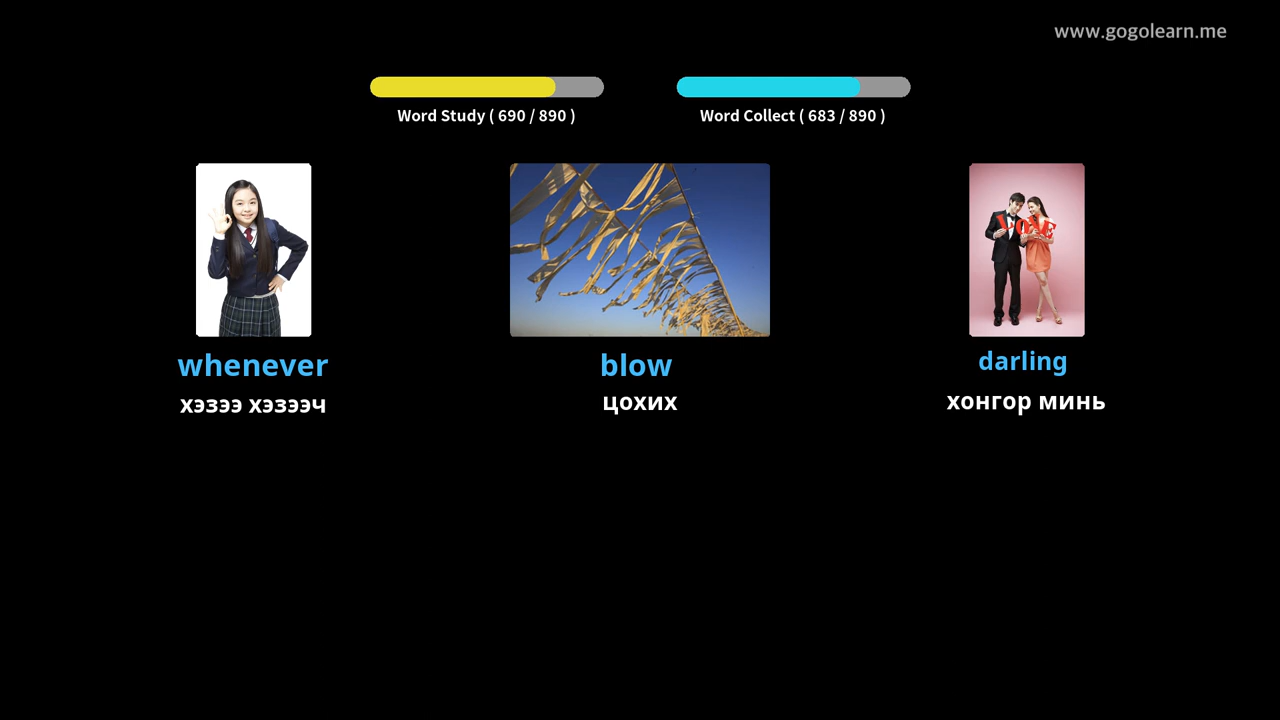 www.gogolearn.me
Word Study ( 690 / 890 )
Word Collect ( 683 / 890 )
LOVE
whenever
blow
darling
хэзээ хэзээч
цохих
хонгор минь